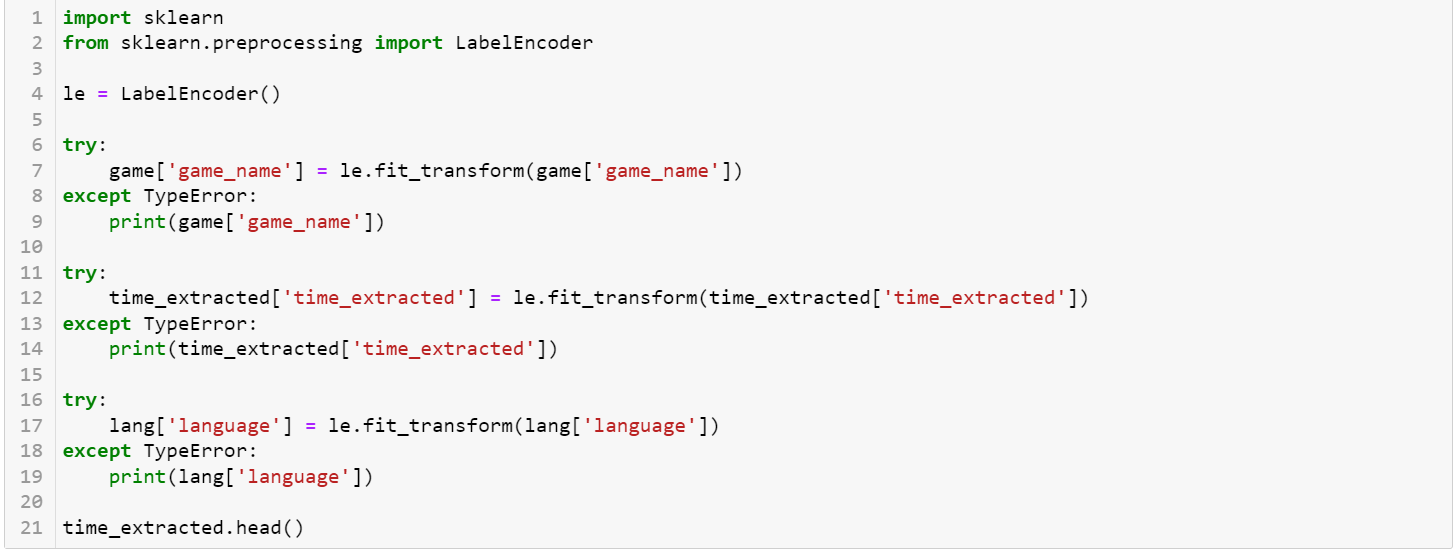 1 import sklearn
2 from sklearn.preprocessing import LabelEncoder
3
4 le = LabelEncoder()
5
6 try:
7     game['game_name'] = le.fit_transform(game['game_name'])
8 except TypeError:
9     print(game['game_name'])
10
11 try:
12     time_extracted['time_extracted'] = le.fit_transform(time_extracted['time_extracted'])
13 except TypeError:
14     print(time_extracted['time_extracted'])
15
16 try:
17     lang['language'] = le.fit_transform(lang['language'])
18 except TypeError:
19     print(lang['language'])
20
21 time_extracted.head()